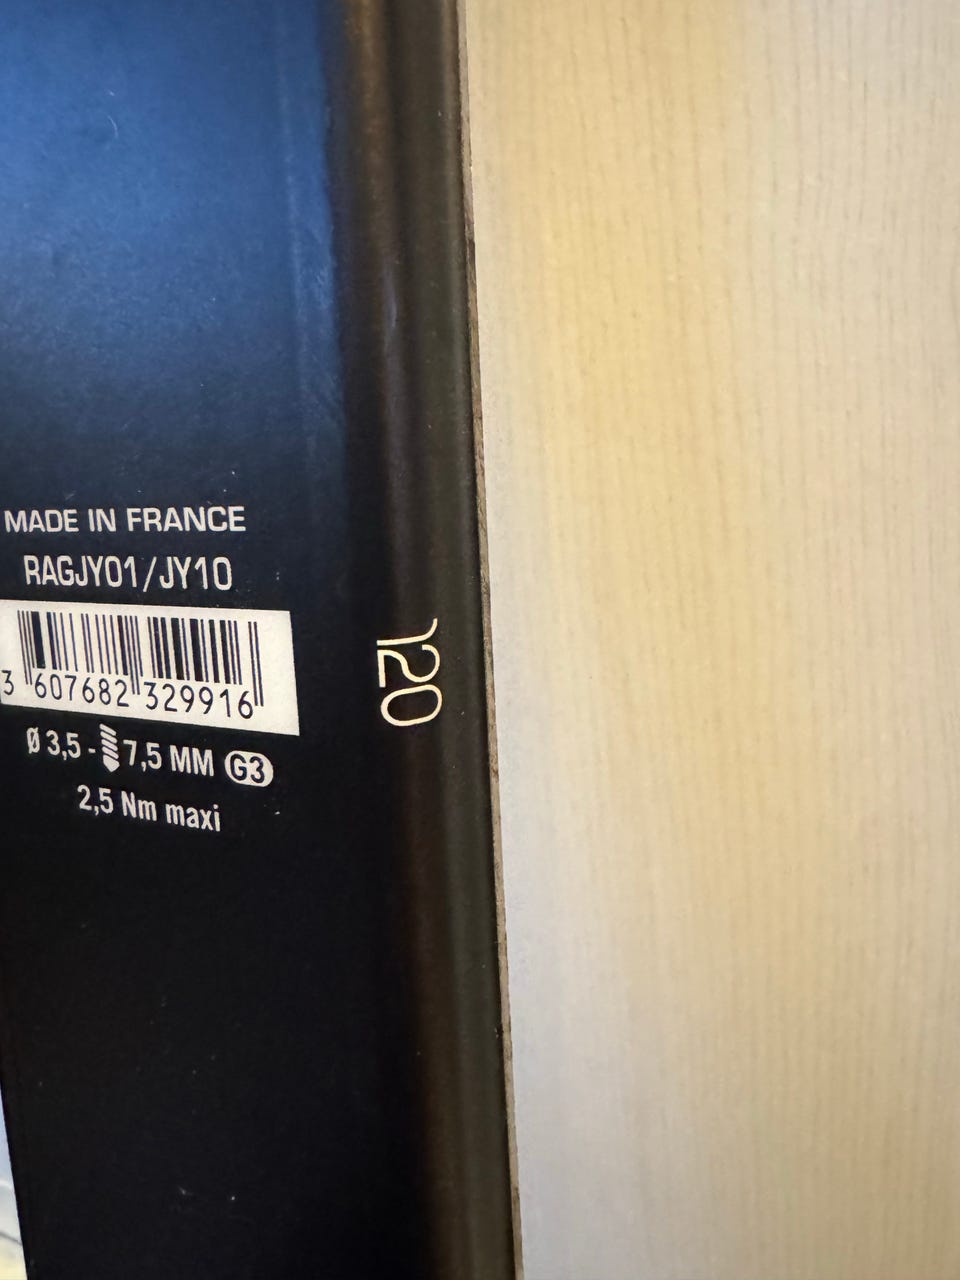 MADE IN FRANCE
RAGJY01/JY10
3 607682 329916
120
Ø 3,5 - 7,5 MM G3
2,5 Nm maxi